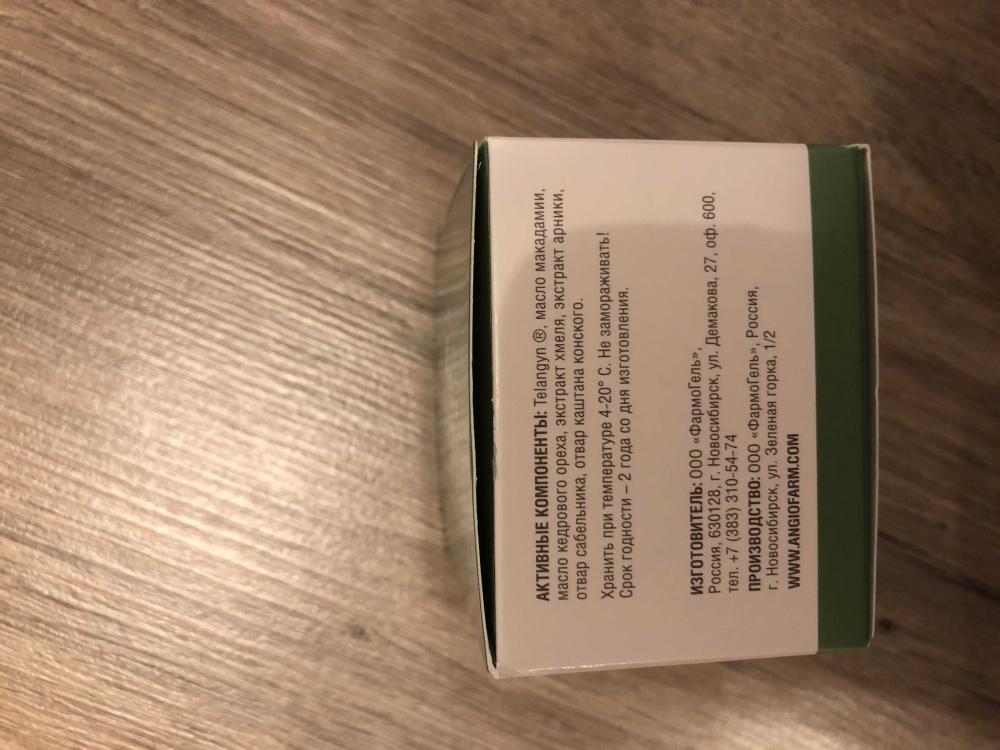 АКТИВНЫЕ КОМПОНЕНТЫ: Telangyn ®, масло макадамии,
масло кедрового ореха, экстракт хмеля, экстракт арники,
отвар сабельника, отвар каштана конского.
Хранить при температуре 4-20° С. Не замораживать!
Срок годности – 2 года со дня изготовления.
ИЗГОТОВИТЕЛЬ: ООО «ФармоГель»,
Россия, 630128, г. Новосибирск, ул. Демакова, 27, оф. 600,
тел. +7 (383) 310-54-74
ПРОИЗВОДСТВО: ООО «ФармоГель», Россия,
г. Новосибирск, ул. Зеленая горка, 1/2
WWW.ANGIOFARM.COM